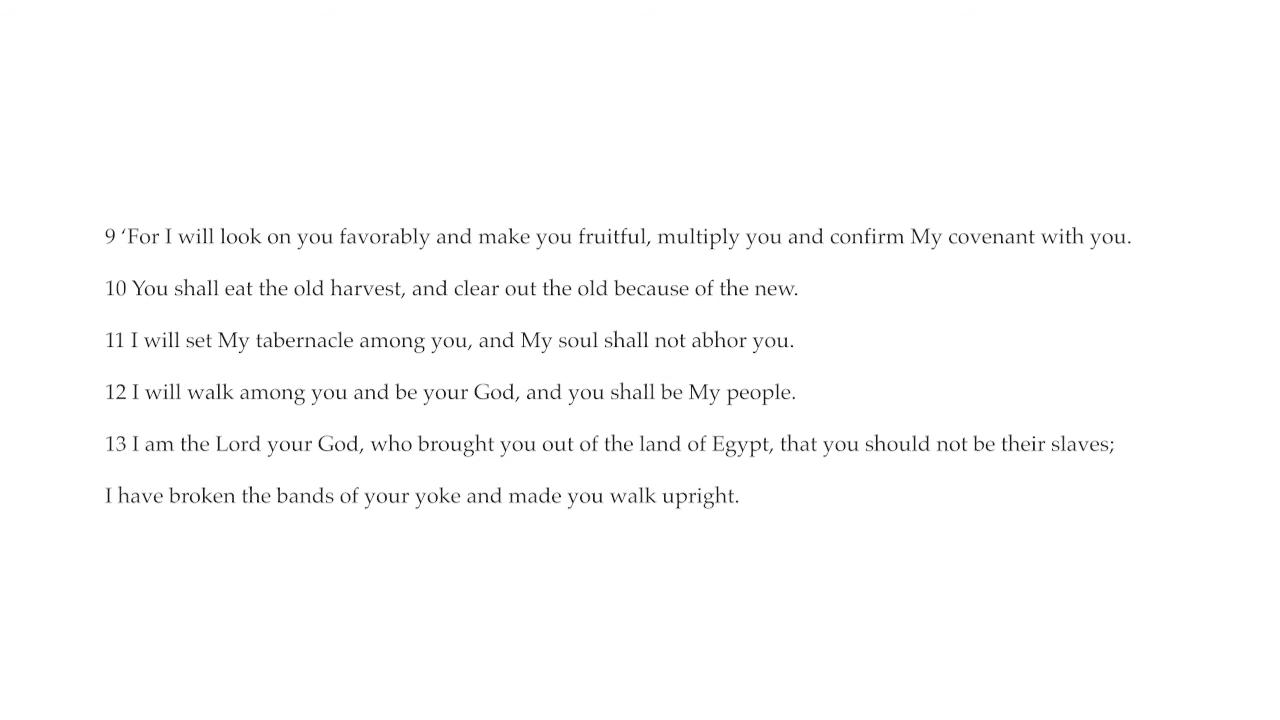 9 ‘For I will look on you favorably and make you fruitful, multiply you and confirm My covenant with you.
10 You shall eat the old harvest, and clear out the old because of the new.
11 I will set My tabernacle among you, and My soul shall not abhor you.
12 I will walk among you and be your God, and you shall be My people.
13 I am the Lord your God, who brought you out of the land of Egypt, that you should not be their slaves;
I have broken the bands of your yoke and made you walk upright.